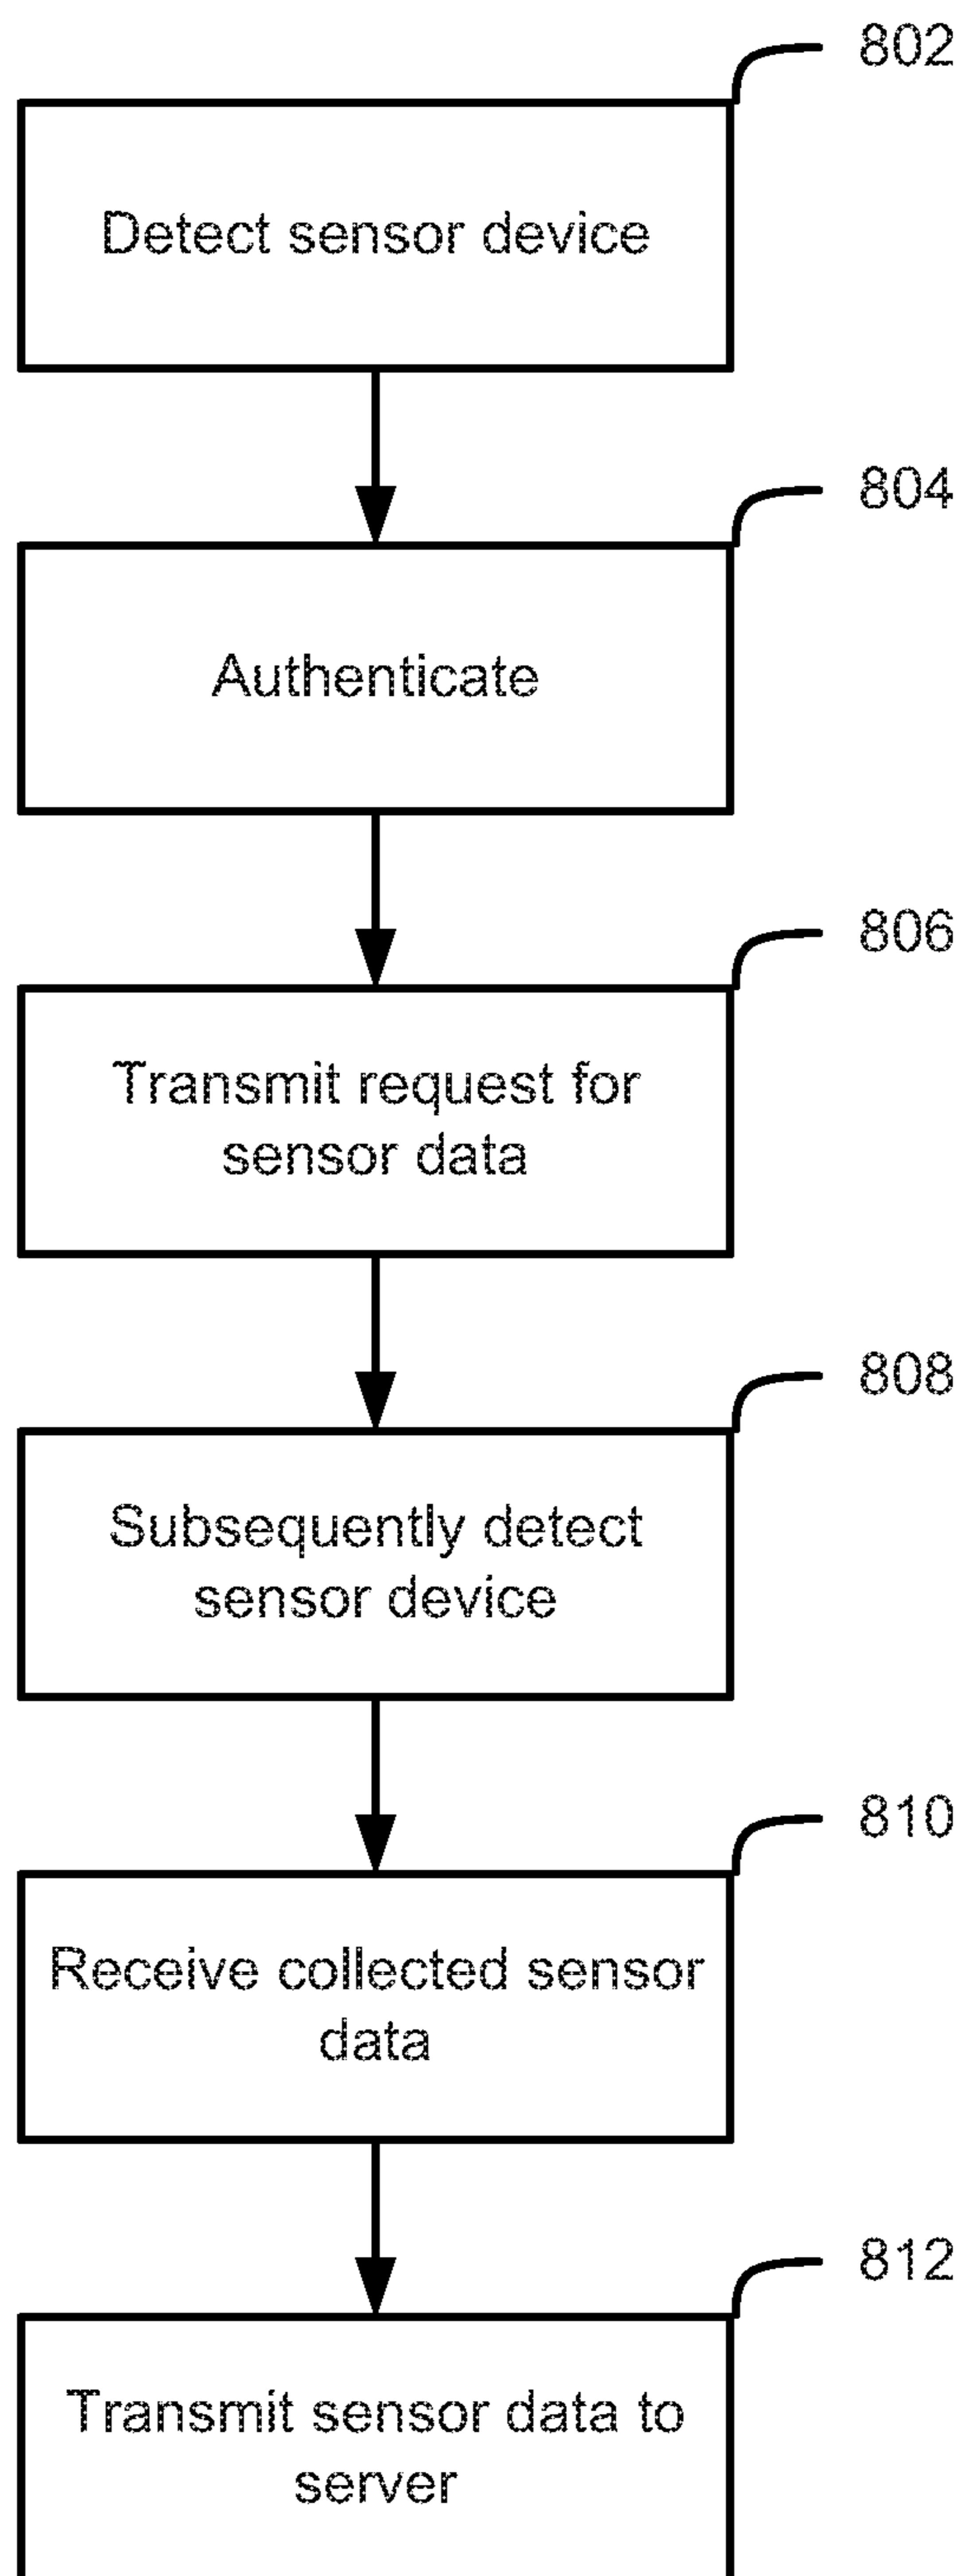 802
Detect sensor device
804
Authenticate
806
Transmit request for
sensor data
808
Subsequently detect
sensor device
810
Receive collected sensor
data
812
Transmit sensor data to
server